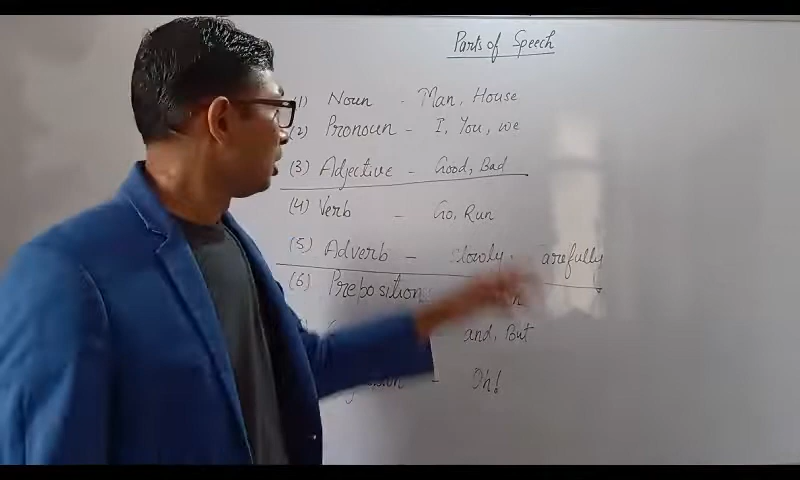 Parts of Speech
(1) Noun - Man, House
(2) Pronoun - I, You, we
(3) Adjective - Good, Bad
(4) Verb - Go, Run
(5) Adverb - Slowly, Carefully
(6) Preposition
and, But
- Oh!